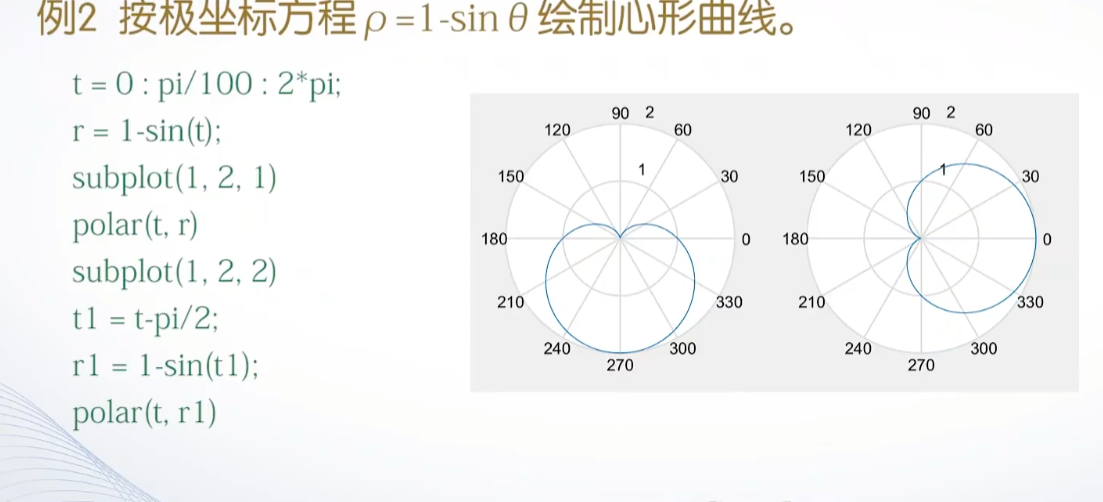 例2 按极坐标方程ρ=1-sin θ 绘制心形曲线。
t = 0 : pi/100 : 2*pi;
r = 1-sin(t);
subplot(1, 2, 1)
polar(t, r)
subplot(1, 2, 2)
t1 = t-pi/2;
r1 = 1-sin(t1);
polar(t, r1)
90 2
120 60
1
150 30
180 0
210 330
240 300
270
90 2
120 60
1
150 30
180 0
210 330
240 300
270